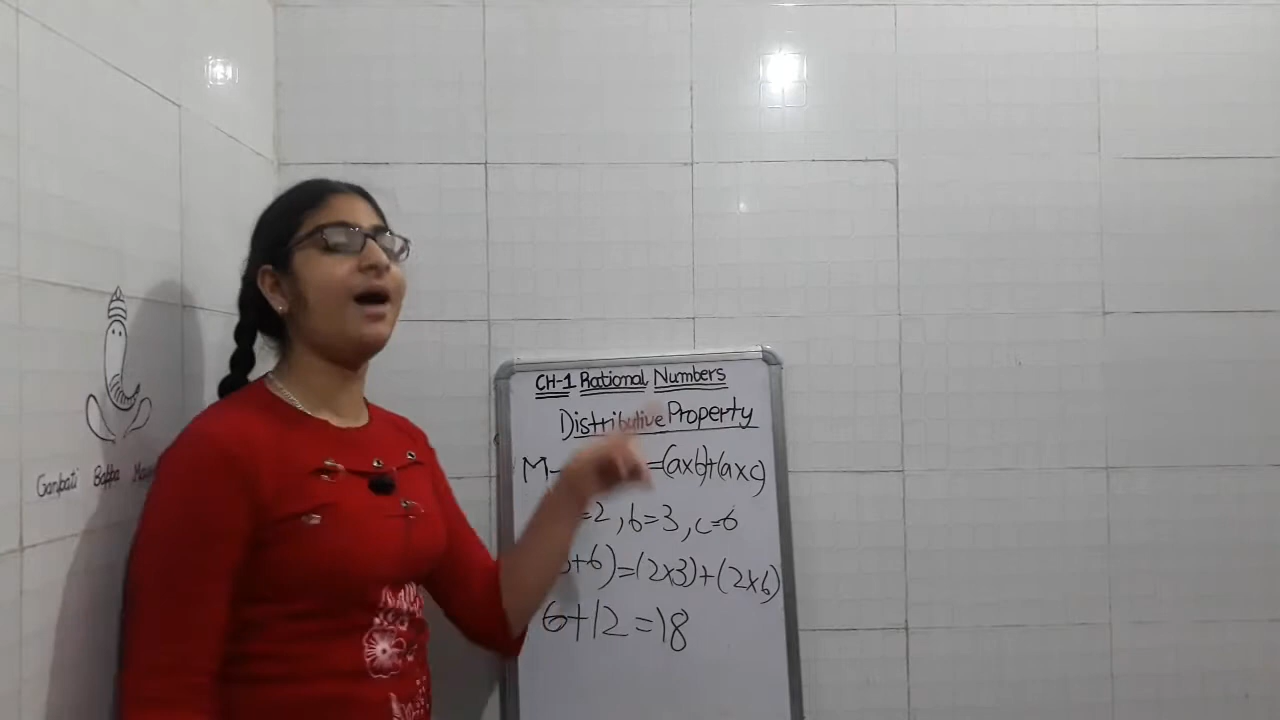 CH-1 Rational Numbers
Distributive Property
M- =(axb)+(axc)
=2, b=3, c=6
+6)=(2x3)+(2x6)
6+12=18
Ganpati Bappa